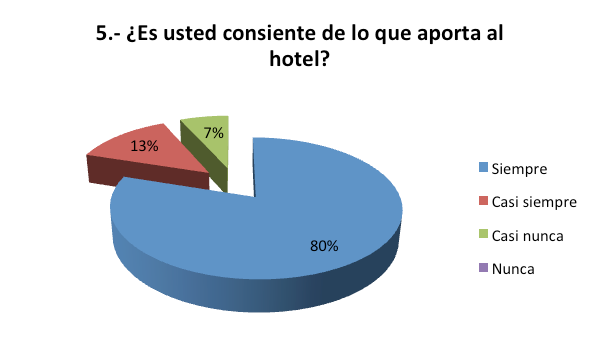 5.- ¿Es usted consiente de lo que aporta al
hotel?
7%
13%
80%
Siempre
Casi siempre
Casi nunca
Nunca